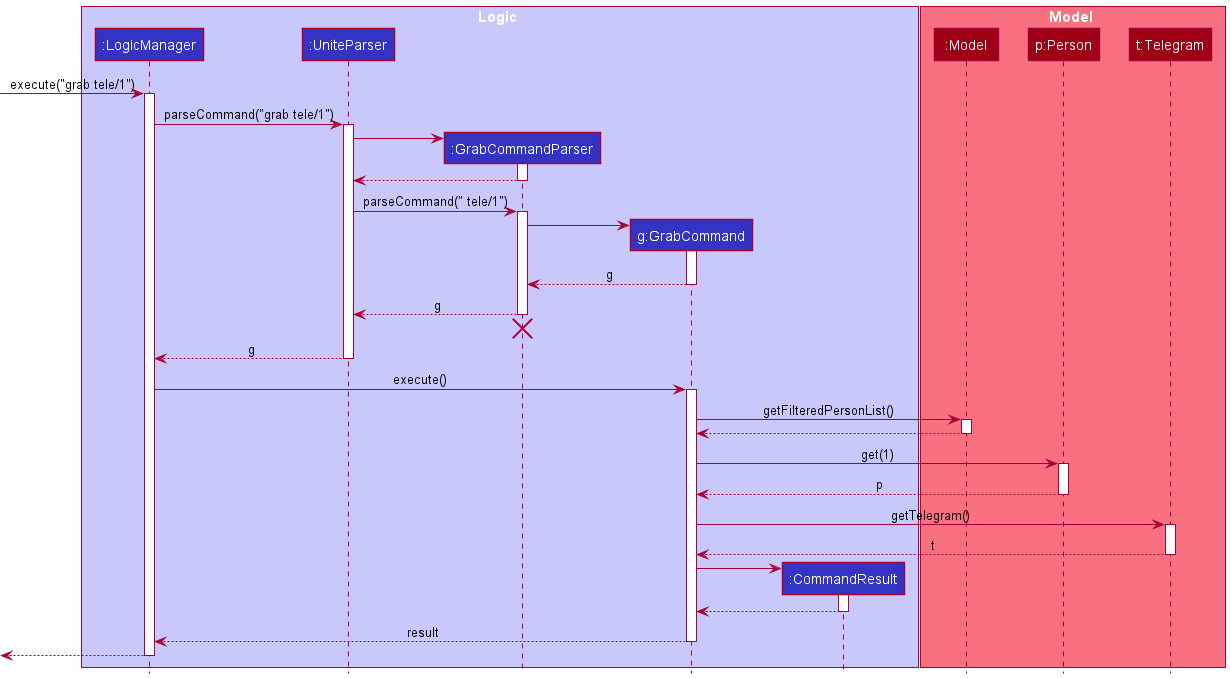 Logic
Model
:LogicManager
:UniteParser
:Model
p:Person
t:Telegram
execute("grab tele/1")
parseCommand("grab tele/1")
:GrabCommandParser
parseCommand(" tele/1")
g:GrabCommand
g
g
g
execute()
getFilteredPersonList()
get(1)
p
getTelegram()
t
:CommandResult
result